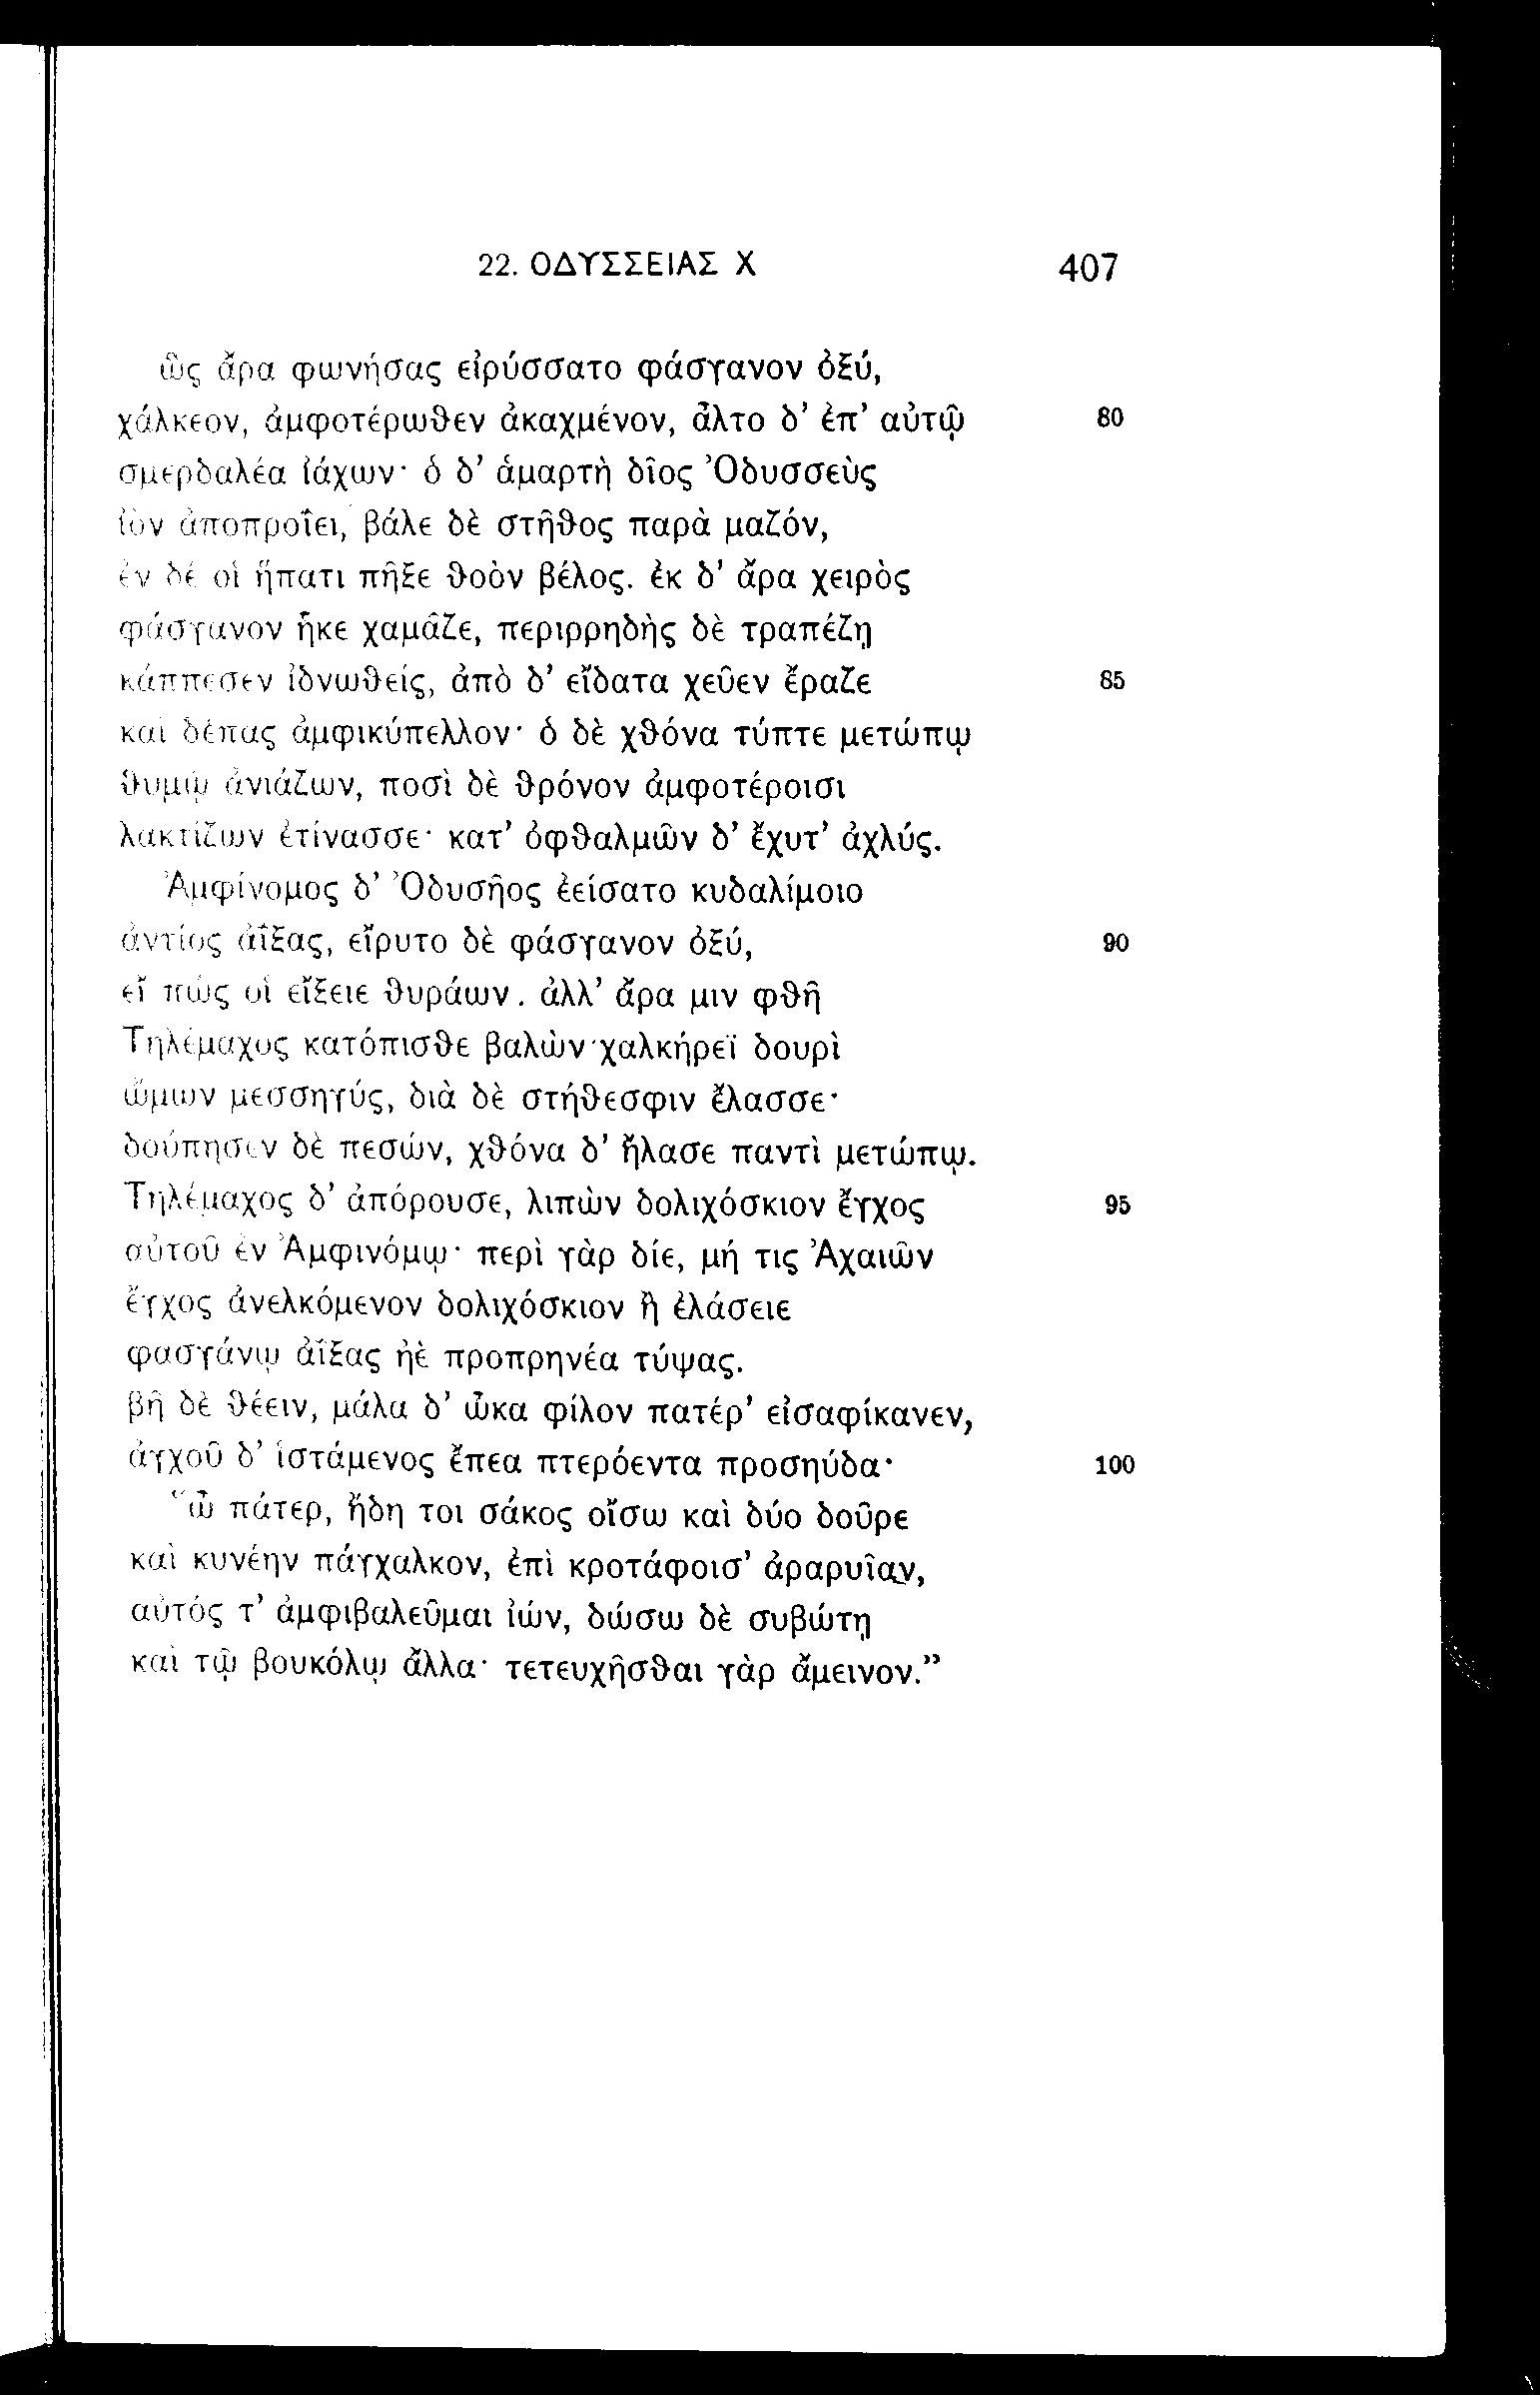 22. ΟΔΥΣΣΕΙΑΣ Χ 407
ὣς ἄρα φωνήσας εἰρύσσατο φάσγανον ὀξύ,
χάλκεον, ἀμφοτέρωθεν ἀκαχμένον, ἆλτο δ’ ἐπ’ αὐτῷ 80
σμερδαλέα ἰάχων· ὁ δ’ ἁμαρτὴ δῖος Ὀδυσσεὺς
ἰὸν ἀποπροΐει, βάλε δὲ στῆθος παρὰ μαζόν,
ἐν δέ οἱ ἥπατι πῆξε θοὸν βέλος. ἐκ δ’ ἄρα χειρὸς
φάσγανον ἧκε χαμᾶζε, περιρρηδὴς δὲ τραπέζῃ
κάππεσεν ἰδνωθείς, ἀπὸ δ’ εἴδατα χεῦεν ἔραζε 85
καὶ δέπας ἀμφικύπελλον· ὁ δὲ χθόνα τύπτε μετώπῳ
θυμῷ ἀνιάζων, ποσὶ δὲ θρόνον ἀμφοτέροισι
λακτίζων ἐτίνασσε· κατ’ ὀφθαλμῶν δ’ ἔχυτ’ ἀχλύς.
Ἀμφίνομος δ’ Ὀδυσῆος ἐείσατο κυδαλίμοιο
ἀντίος ἀΐξας, εἴρυτο δὲ φάσγανον ὀξύ, 90
εἴ πώς οἱ εἴξειε θυράων. ἀλλ’ ἄρα μιν φθῆ
Τηλέμαχος κατόπισθε βαλὼν χαλκήρεϊ δουρὶ
ὤμων μεσσηγύς, διὰ δὲ στήθεσφιν ἔλασσε·
δούπησεν δὲ πεσών, χθόνα δ’ ἤλασε παντὶ μετώπῳ.
Τηλέμαχος δ’ ἀπόρουσε, λιπὼν δολιχόσκιον ἔγχος 95
αὐτοῦ ἐν Ἀμφινόμῳ· περὶ γὰρ δίε, μή τις Ἀχαιῶν
ἔγχος ἀνελκόμενον δολιχόσκιον ἢ ἐλάσειε
φασγάνῳ ἀΐξας ἠὲ προπρηνέα τύψας.
βῆ δὲ θέειν, μάλα δ’ ὦκα φίλον πατέρ’ εἰσαφίκανεν,
ἀγχοῦ δ’ ἱστάμενος ἔπεα πτερόεντα προσηύδα· 100
“ὦ πάτερ, ἤδη τοι σάκος οἴσω καὶ δύο δοῦρε
καὶ κυνέην πάγχαλκον, ἐπὶ κροτάφοισ’ ἀραρυῖαν,
αὐτός τ’ ἀμφιβαλεῦμαι ἰών, δώσω δὲ συβώτῃ
καὶ τῷ βουκόλῳ ἄλλα· τετευχῆσθαι γὰρ ἄμεινον.”